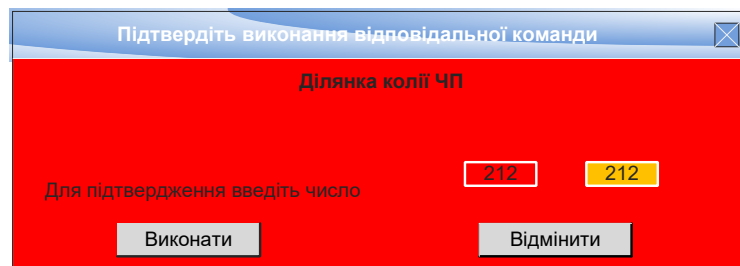 Підтвердіть виконання відповідальної команди
Ділянка колії ЧП
Для підтвердження введіть число 212 212
Виконати Відмінити